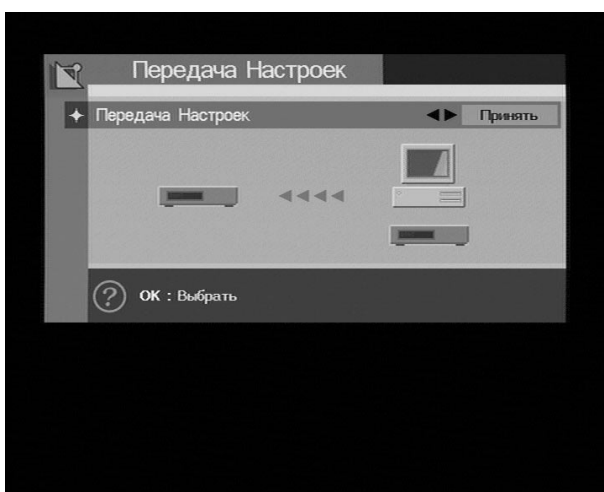 Передача Настроек
Передача Настроек ◀▶ Принять
? OK : Выбрать